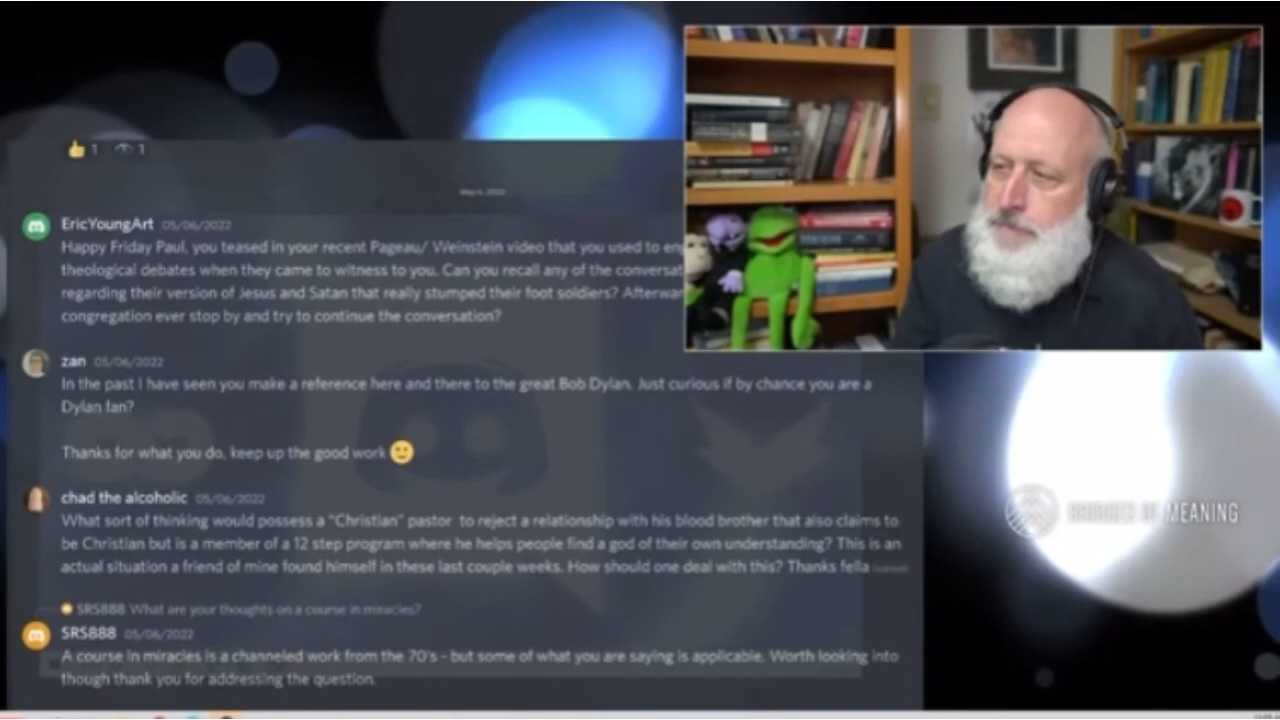 1 1
May 6, 2022
EricYoungArt 05/06/2022
Happy Friday Paul, you teased in your recent Pageau/ Weinstein video that you used to eng
theological debates when they came to witness to you. Can you recall any of the conversat
regarding their version of Jesus and Satan that really stumped their foot soldiers? Afterwar
congregation ever stop by and try to continue the conversation?
zan 05/06/2022
In the past I have seen you make a reference here and there to the great Bob Dylan. Just curious if by chance you are a
Dylan fan?
Thanks for what you do, keep up the good work
chad the alcoholic 05/06/2022
What sort of thinking would possess a "Christian" pastor to reject a relationship with his blood brother that also claims to
be Christian but is a member of a 12 step program where he helps people find a god of their own understanding? This is an
actual situation a friend of mine found himself in these last couple weeks. How should one deal with this? Thanks fella (edited)
BRIDGES OF MEANING
SRS888 What are your thoughts on a course in miracles?
SRS888 05/06/2022
A course in miracles is a channeled work from the 70's - but some of what you are saying is applicable. Worth looking into
though thank you for addressing the question.